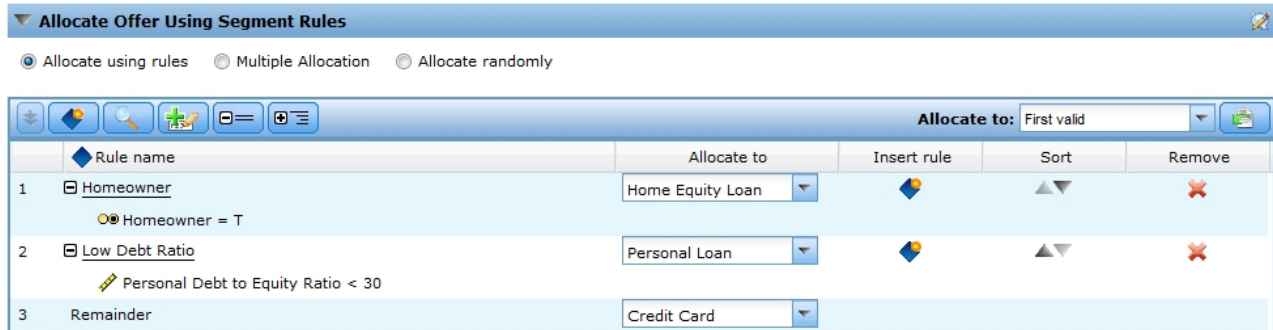 Allocate Offer Using Segment Rules
Allocate using rules Multiple Allocation Allocate randomly
Allocate to: First valid
Rule name Allocate to Insert rule Sort Remove
1 Homeowner Home Equity Loan
Homeowner = T
2 Low Debt Ratio Personal Loan
Personal Debt to Equity Ratio < 30
3 Remainder Credit Card